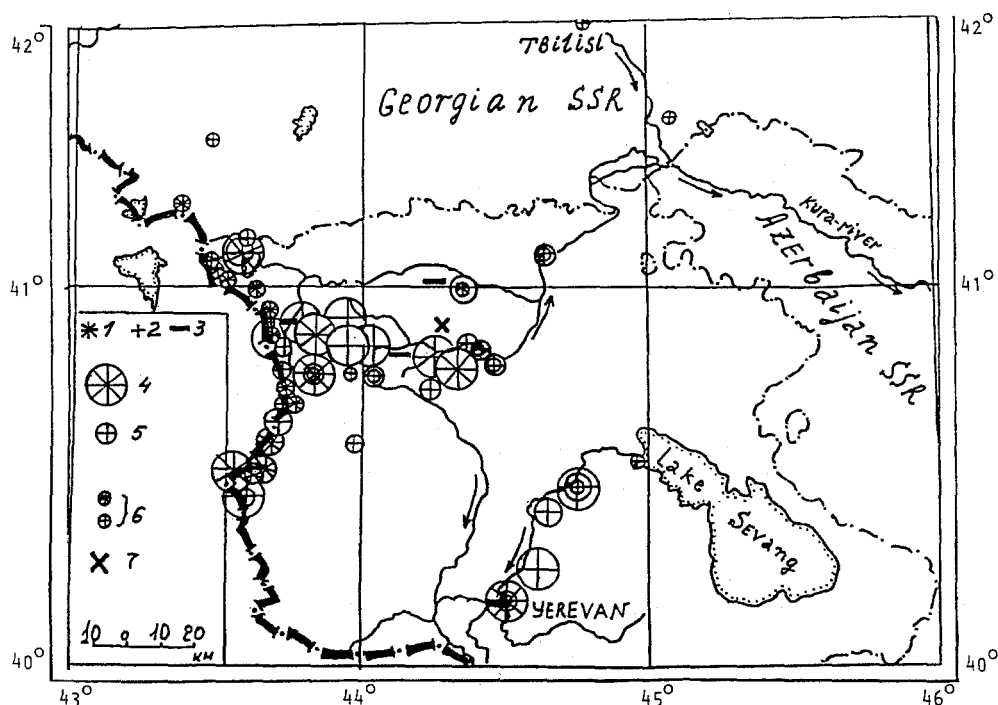 42°
42°
TBILISI
Georgian SSR
Kura-river
AZErbaijan SSR
41°
41°
1 +2 3
4
5
Lake Sevang
6
7
YEREVAN
10 0 10 20
КМ
40°
40°
43°
44°
45°
46°